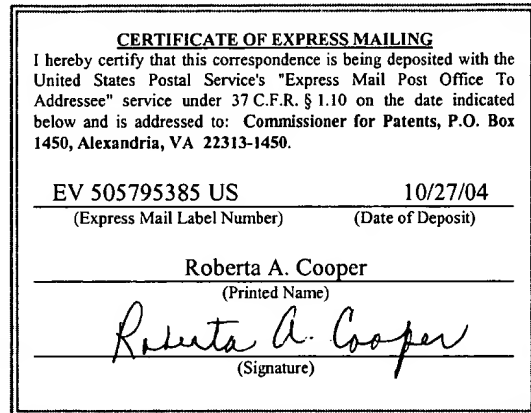 CERTIFICATE OF EXPRESS MAILING
I hereby certify that this correspondence is being deposited with the
United States Postal Service's "Express Mail Post Office To
Addressee" service under 37 C.F.R. § 1.10 on the date indicated
below and is addressed to: Commissioner for Patents, P.O. Box
1450, Alexandria, VA 22313-1450.
EV 505795385 US 10/27/04
(Express Mail Label Number) (Date of Deposit)
Roberta A. Cooper
(Printed Name)
Roberta A. Cooper
(Signature)